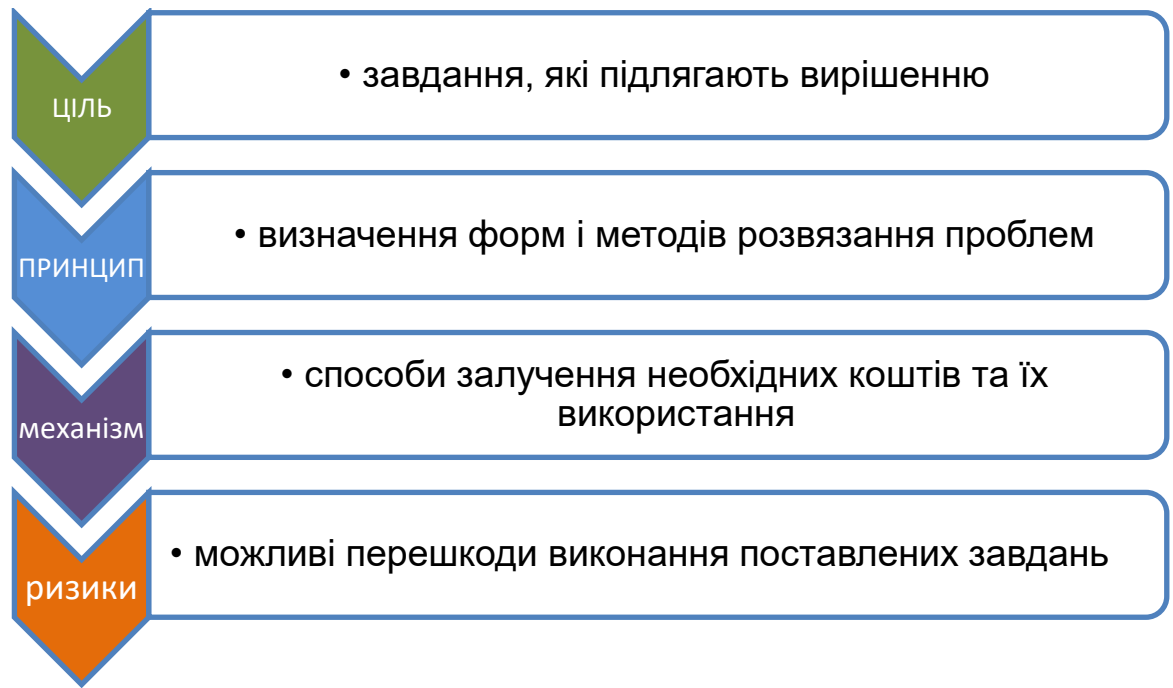 ЦІЛЬ
• завдання, які підлягають вирішенню
ПРИНЦИП
• визначення форм і методів розвязання проблем
механізм
• способи залучення необхідних коштів та їх
використання
ризики
• можливі перешкоди виконання поставлених завдань